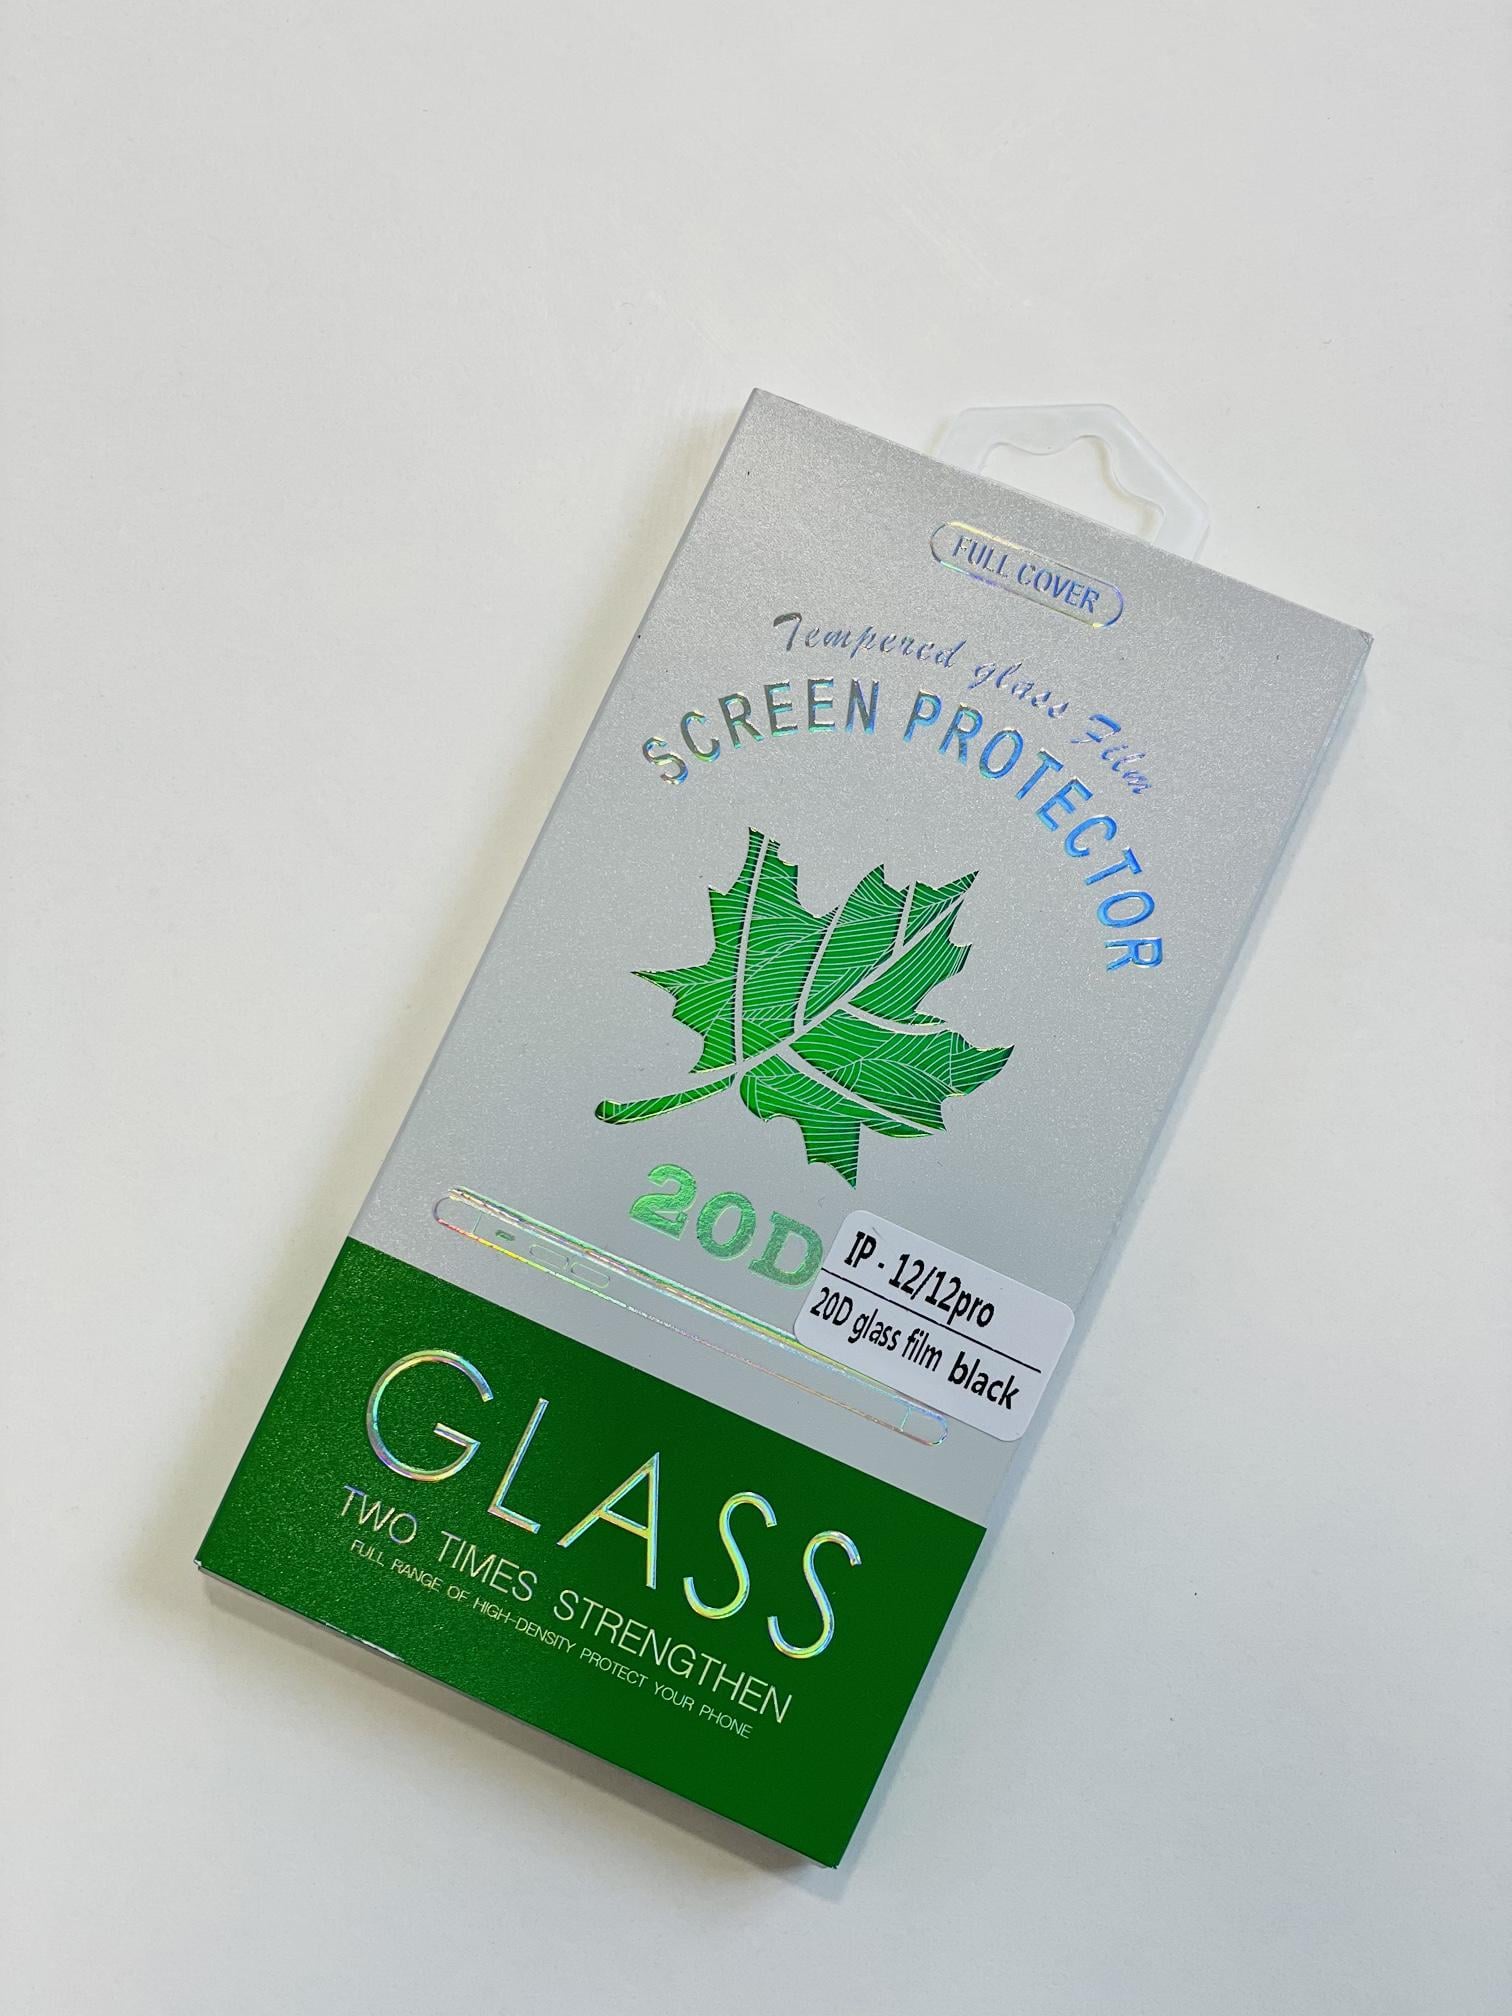 FULL COVER
Tempered glass Film
SCREEN PROTECTOR
20D
IP - 12/12pro
20D glass film black
GLASS
TWO TIMES STRENGTHEN
FULL RANGE OF HIGH-DENSITY PROTECT YOUR PHONE